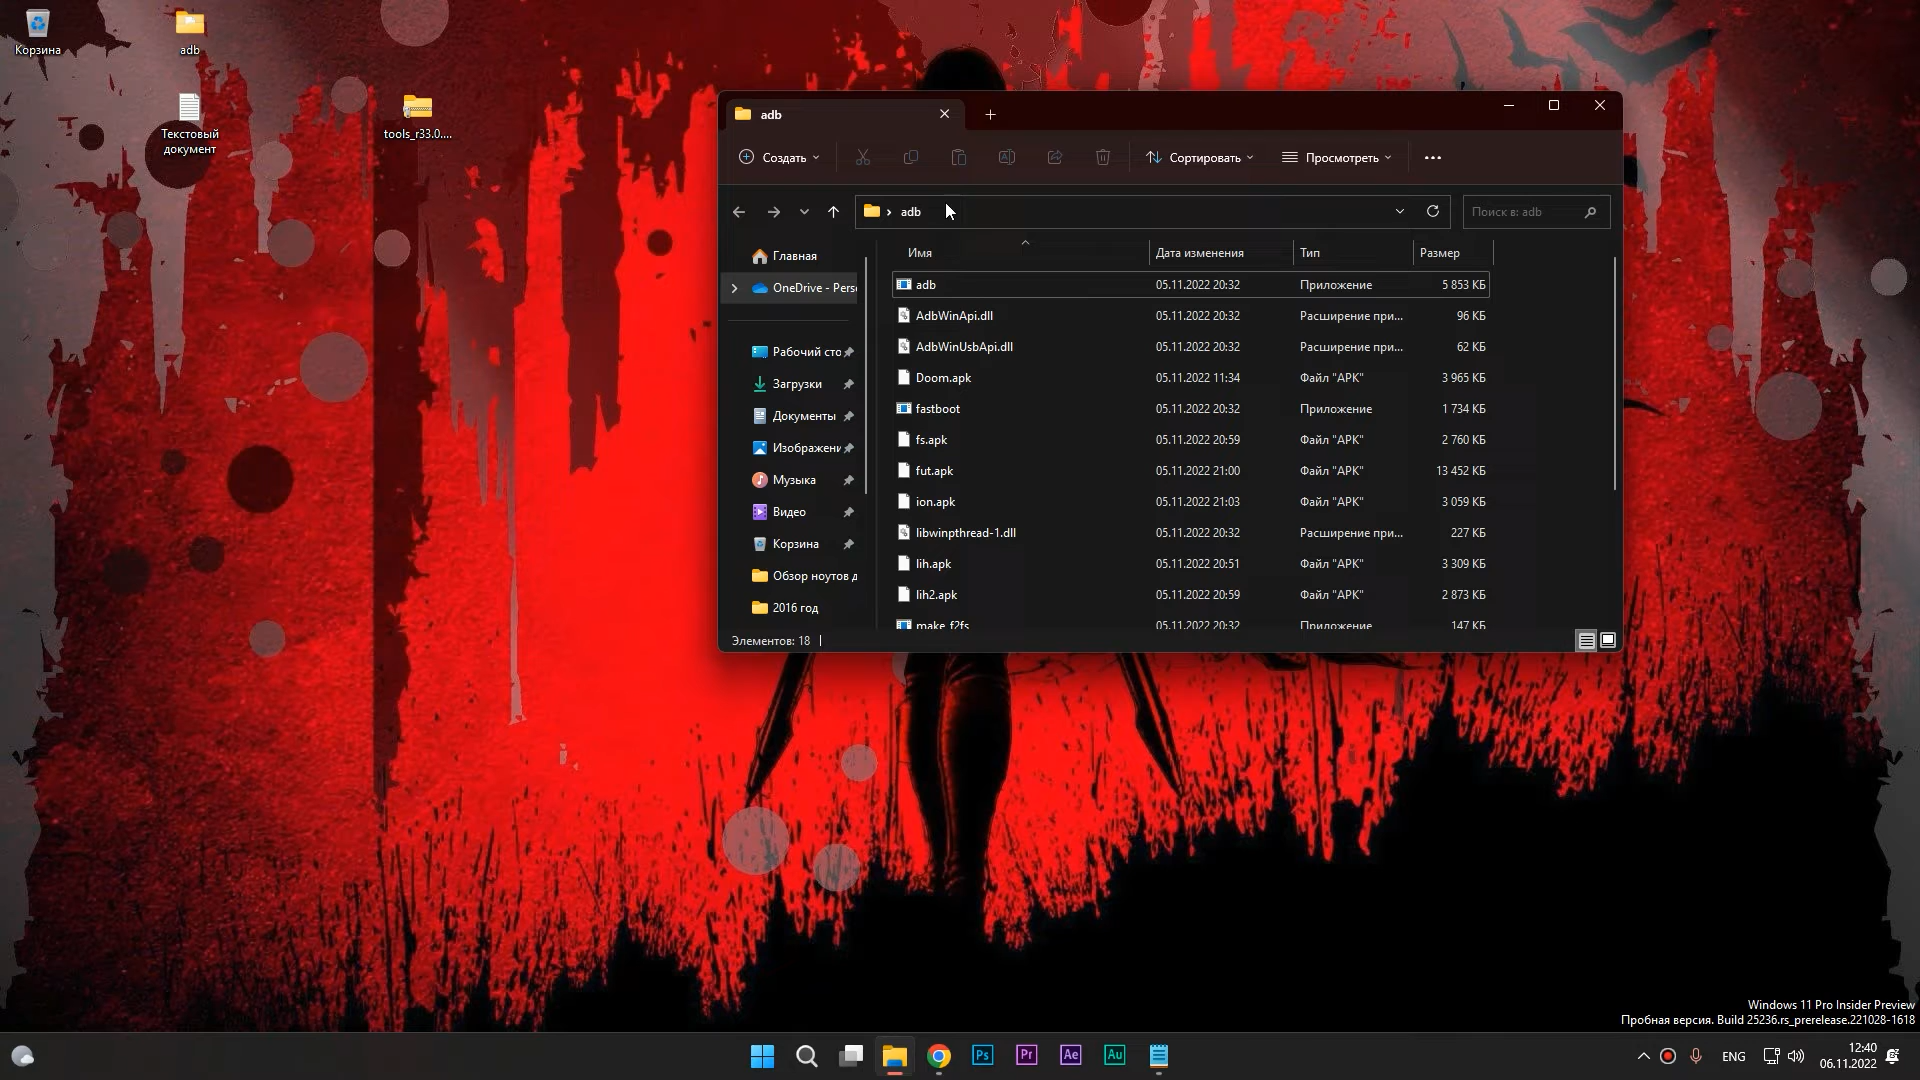 Корзина
adb
Текстовый
документ
tools_r33.0....
adb
Создать
Сортировать
Просмотреть
adb
Поиск в: adb
Главная
OneDrive - Perso
Рабочий сто
Загрузки
Документы
Изображени
Музыка
Видео
Корзина
Обзор ноутов д
2016 год
Имя Дата изменения Тип Размер
adb 05.11.2022 20:32 Приложение 5 853 КБ
AdbWinApi.dll 05.11.2022 20:32 Расширение при... 96 КБ
AdbWinUsbApi.dll 05.11.2022 20:32 Расширение при... 62 КБ
Doom.apk 05.11.2022 11:34 Файл "APK" 3 965 КБ
fastboot 05.11.2022 20:32 Приложение 1 734 КБ
fs.apk 05.11.2022 20:59 Файл "APK" 2 760 КБ
fut.apk 05.11.2022 21:00 Файл "APK" 13 452 КБ
ion.apk 05.11.2022 21:03 Файл "APK" 3 059 КБ
libwinpthread-1.dll 05.11.2022 20:32 Расширение при... 227 КБ
lih.apk 05.11.2022 20:51 Файл "APK" 3 309 КБ
lih2.apk 05.11.2022 20:59 Файл "APK" 2 873 КБ
make_f2fs 05.11.2022 20:32 Приложение 147 КБ
Элементов: 18
Windows 11 Pro Insider Preview
Пробная версия. Build 25236.rs_prerelease.221028-1618
Ps
Pr
Ae
Au
ENG
12:40
06.11.2022